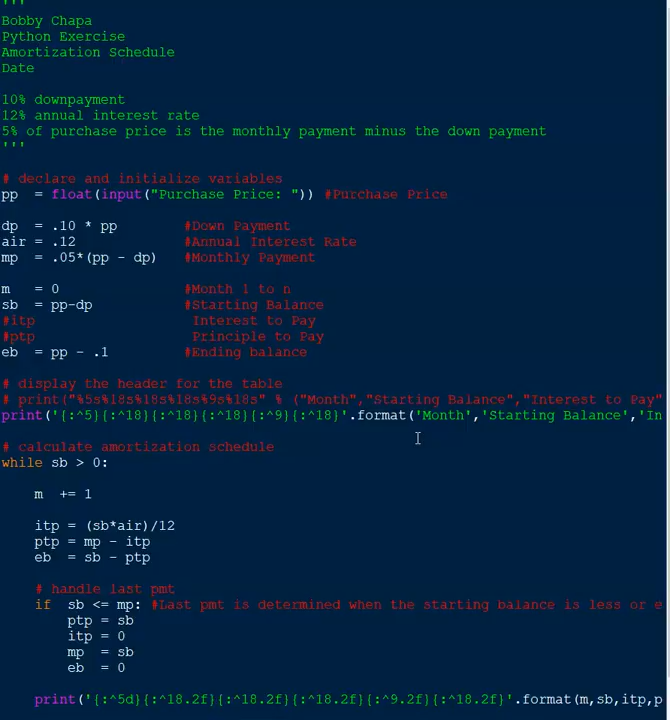 '''
Bobby Chapa
Python Exercise
Amortization Schedule
Date
10% downpayment
12% annual interest rate
5% of purchase price is the monthly payment minus the down payment
'''
# declare and initialize variables
pp  = float(input("Purchase Price: ")) #Purchase Price
dp  = .10 * pp        #Down Payment
air = .12             #Annual Interest Rate
mp  = .05*(pp - dp)   #Monthly Payment
m   = 0               #Month 1 to n
sb  = pp-dp           #Starting Balance
#itp                   Interest to Pay
#ptp                   Principle to Pay
eb  = pp - .1         #Ending balance
# display the header for the table
# print("%5s%18s%18s%18s%9s%18s" % ("Month","Starting Balance","Interest to Pay"
print('{:^5}{:^18}{:^18}{:^18}{:^9}{:^18}'.format('Month','Starting Balance','In
# calculate amortization schedule
while sb > 0:
    m  += 1
    itp = (sb*air)/12
    ptp = mp - itp
    eb  = sb - ptp
    # handle last pmt
    if  sb <= mp: #Last pmt is determined when the starting balance is less or e
        ptp = sb
        itp = 0
        mp  = sb
        eb  = 0
    print('{:^5d}{:^18.2f}{:^18.2f}{:^18.2f}{:^9.2f}{:^18.2f}'.format(m,sb,itp,p